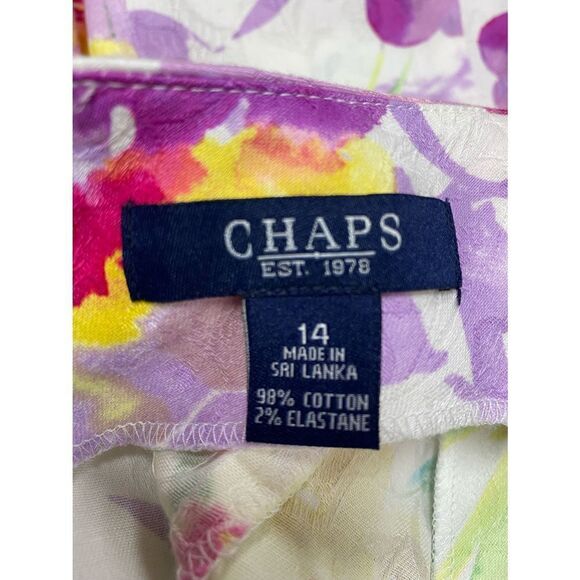 CHAPS
EST. 1978
14
MADE IN
SRI LANKA
98% COTTON
2% ELASTANE